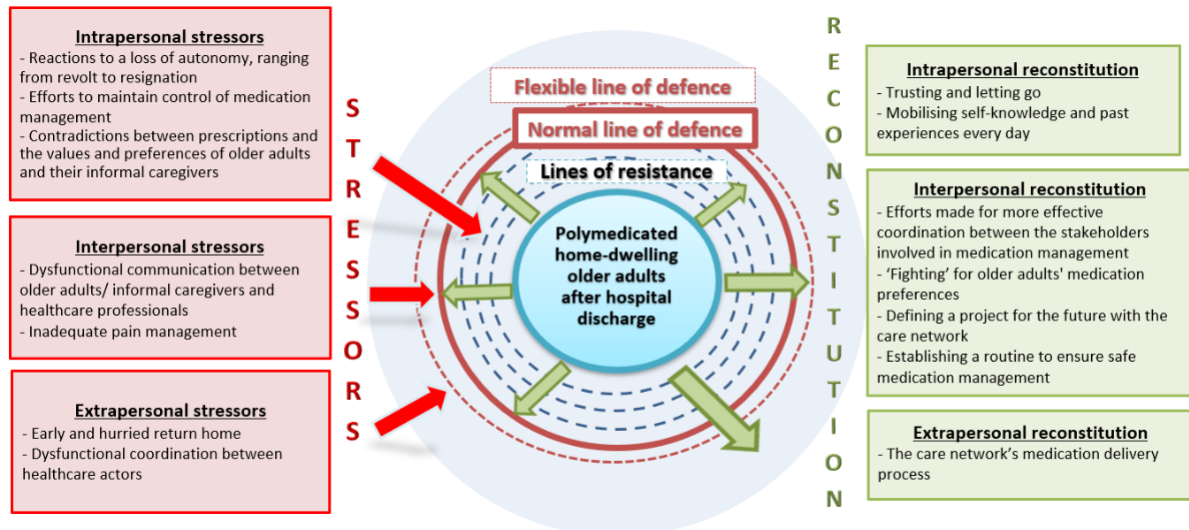 Intrapersonal stressors
- Reactions to a loss of autonomy, ranging
from revolt to resignation
- Efforts to maintain control of medication
management
- Contradictions between prescriptions and
the values and preferences of older adults
and their informal caregivers
Interpersonal stressors
- Dysfunctional communication between
older adults/ informal caregivers and
healthcare professionals
- Inadequate pain management
Extrapersonal stressors
- Early and hurried return home
- Dysfunctional coordination between
healthcare actors
STRESSORS
Flexible line of defence
Normal line of defence
Lines of resistance
Polymedicated
home-dwelling
older adults
after hospital
discharge
RECONSTITUTION
Intrapersonal reconstitution
- Trusting and letting go
- Mobilising self-knowledge and past
experiences every day
Interpersonal reconstitution
- Efforts made for more effective
coordination between the stakeholders
involved in medication management
- ‘Fighting’ for older adults' medication
preferences
- Defining a project for the future with the
care network
- Establishing a routine to ensure safe
medication management
Extrapersonal reconstitution
- The care network’s medication delivery
process